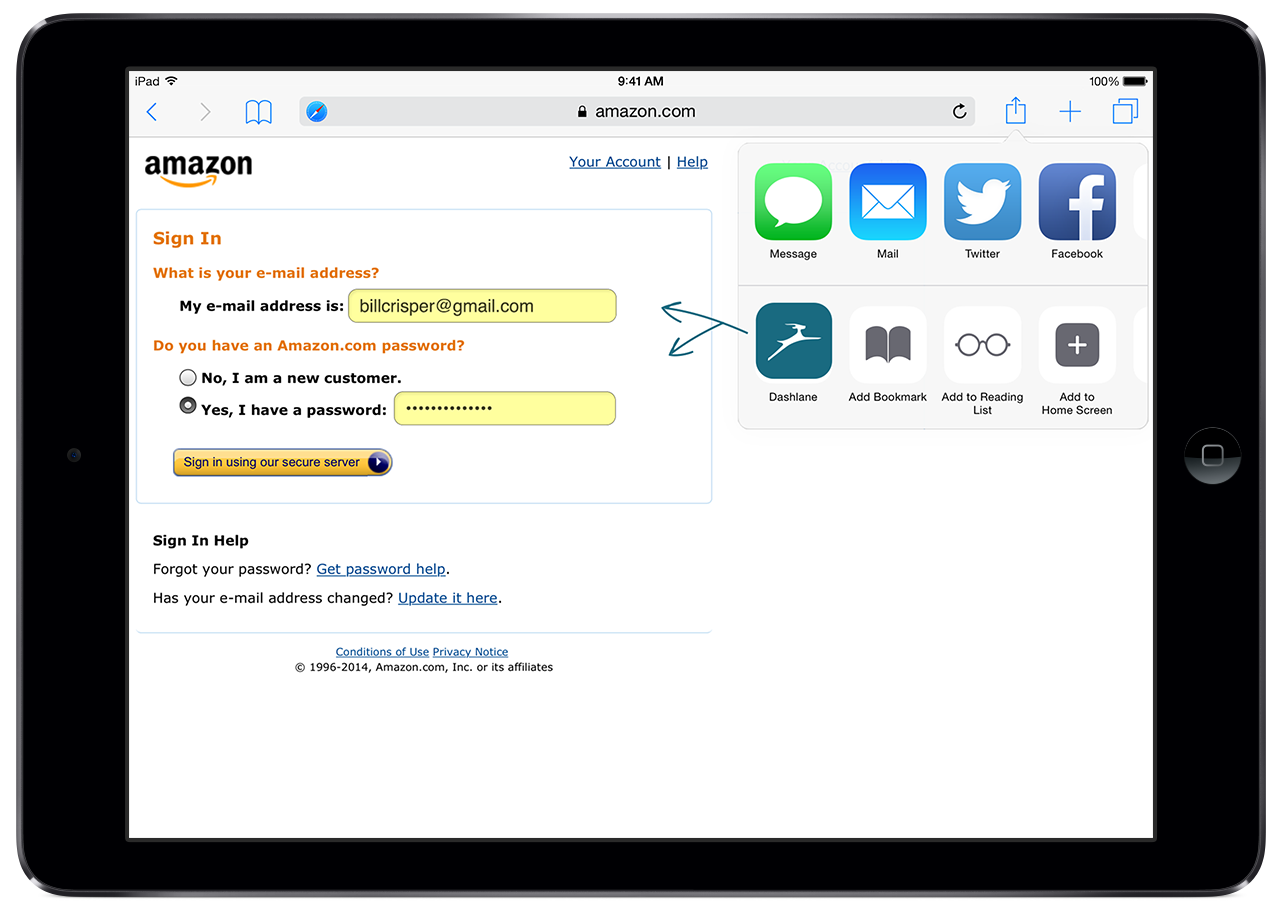 iPad 9:41 AM 100%
amazon.com
amazon
Your Account | Help
Sign In
What is your e-mail address?
My e-mail address is: billcrisper@gmail.com
Do you have an Amazon.com password?
No, I am a new customer.
Yes, I have a password: ••••••••••••••
Sign in using our secure server
Sign In Help
Forgot your password? Get password help.
Has your e-mail address changed? Update it here.
Conditions of Use Privacy Notice
© 1996-2014, Amazon.com, Inc. or its affiliates
Message Mail Twitter Facebook
Dashlane Add Bookmark Add to Reading List Add to Home Screen